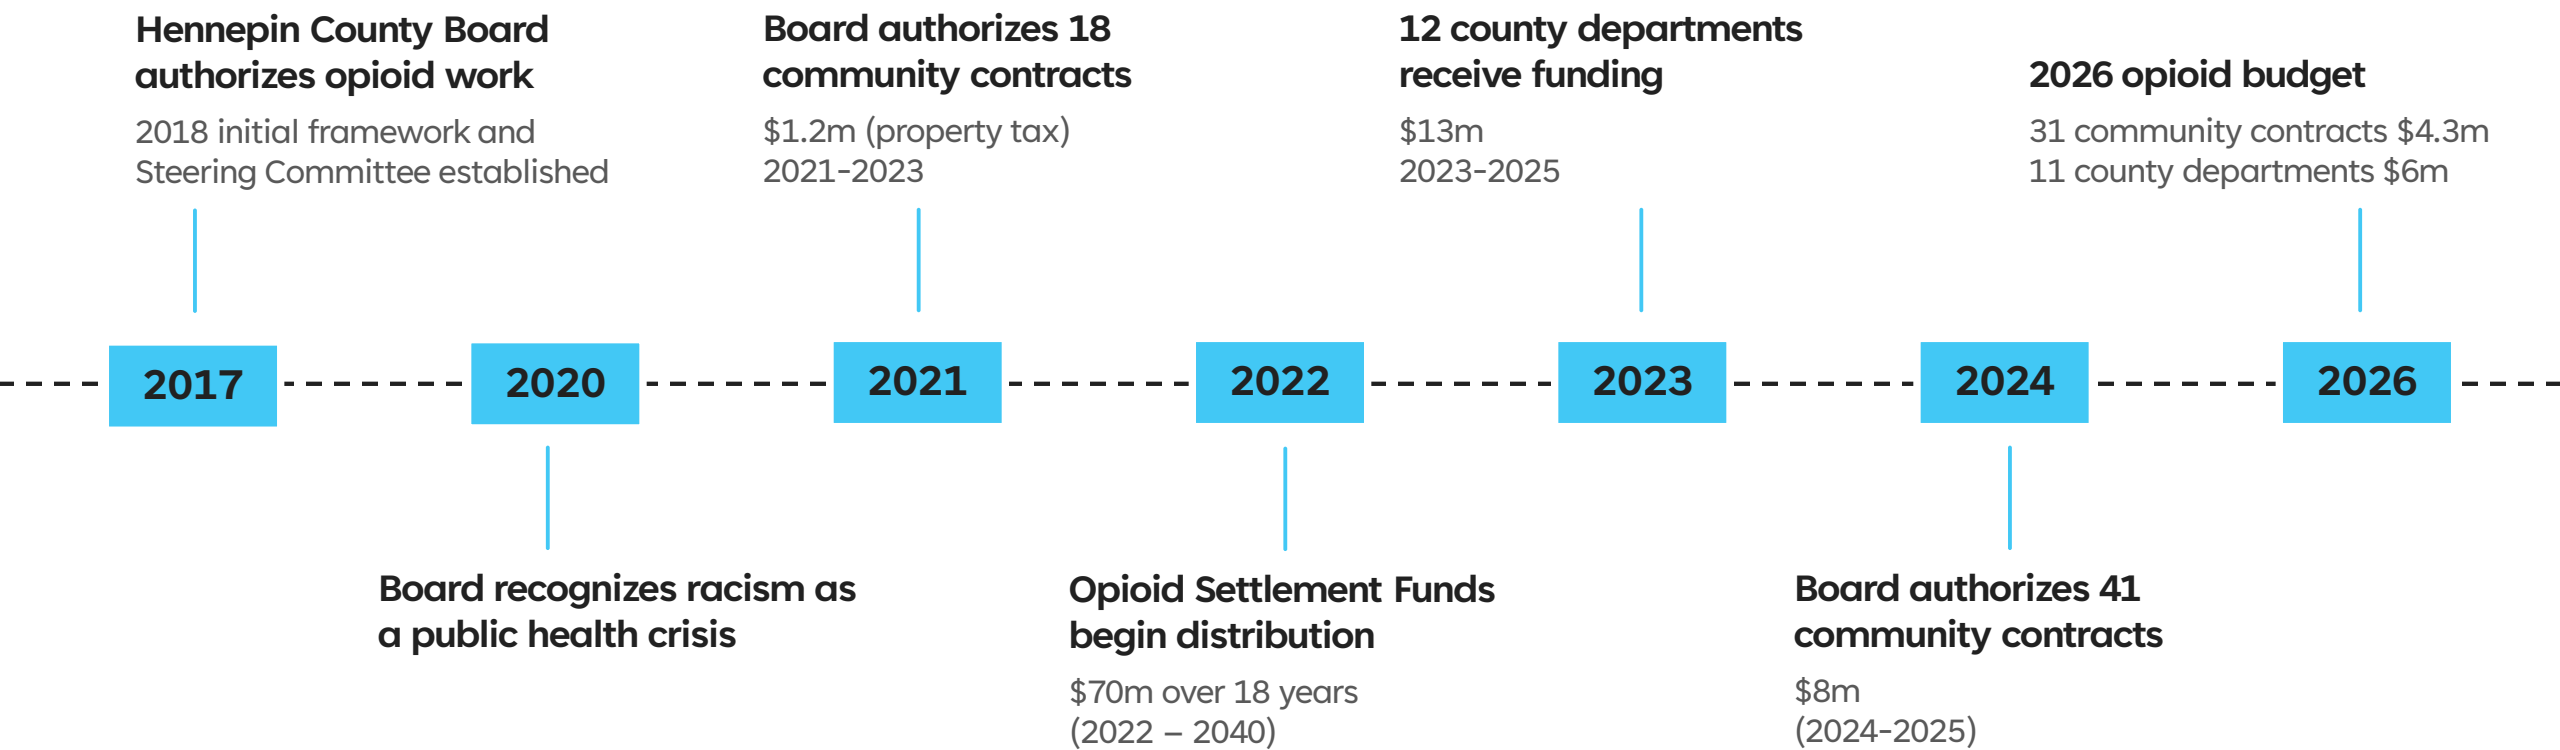 Hennepin County Board
authorizes opioid work
2018 initial framework and
Steering Committee established
Board authorizes 18
community contracts
$1.2m (property tax)
2021-2023
12 county departments
receive funding
$13m
2023-2025
2026 opioid budget
31 community contracts $4.3m
11 county departments $6m
2017
2020
2021
2022
2023
2024
2026
Board recognizes racism as
a public health crisis
Opioid Settlement Funds
begin distribution
$70m over 18 years
(2022 – 2040)
Board authorizes 41
community contracts
$8m
(2024-2025)